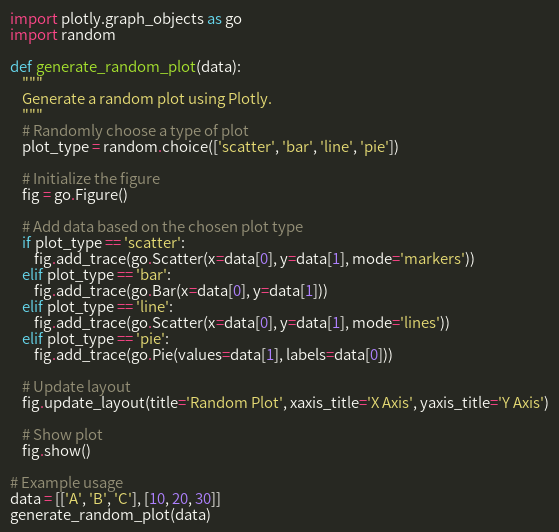 import plotly.graph_objects as go
import random

def generate_random_plot(data):
    """
    Generate a random plot using Plotly.
    """
    # Randomly choose a type of plot
    plot_type = random.choice(['scatter', 'bar', 'line', 'pie'])

    # Initialize the figure
    fig = go.Figure()

    # Add data based on the chosen plot type
    if plot_type == 'scatter':
        fig.add_trace(go.Scatter(x=data[0], y=data[1], mode='markers'))
    elif plot_type == 'bar':
        fig.add_trace(go.Bar(x=data[0], y=data[1]))
    elif plot_type == 'line':
        fig.add_trace(go.Scatter(x=data[0], y=data[1], mode='lines'))
    elif plot_type == 'pie':
        fig.add_trace(go.Pie(values=data[1], labels=data[0]))

    # Update layout
    fig.update_layout(title='Random Plot', xaxis_title='X Axis', yaxis_title='Y Axis')

    # Show plot
    fig.show()

# Example usage
data = [['A', 'B', 'C'], [10, 20, 30]]
generate_random_plot(data)